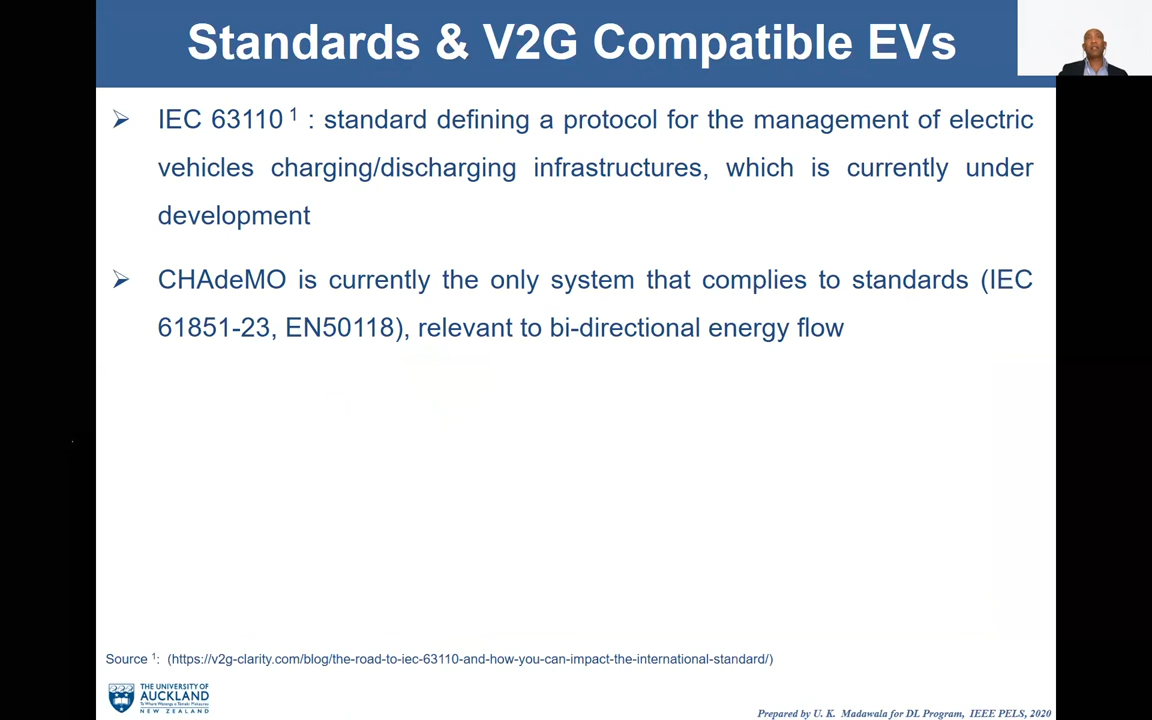 Standards & V2G Compatible EVs
➢ IEC 63110 ¹ : standard defining a protocol for the management of electric
vehicles charging/discharging infrastructures, which is currently under
development
➢ CHAdeMO is currently the only system that complies to standards (IEC
61851-23, EN50118), relevant to bi-directional energy flow
Source ¹: (https://v2g-clarity.com/blog/the-road-to-iec-63110-and-how-you-can-impact-the-international-standard/)
THE UNIVERSITY OF
AUCKLAND
NEW ZEALAND
Prepared by U. K. Madawala for DL Program, IEEE PELS, 2020